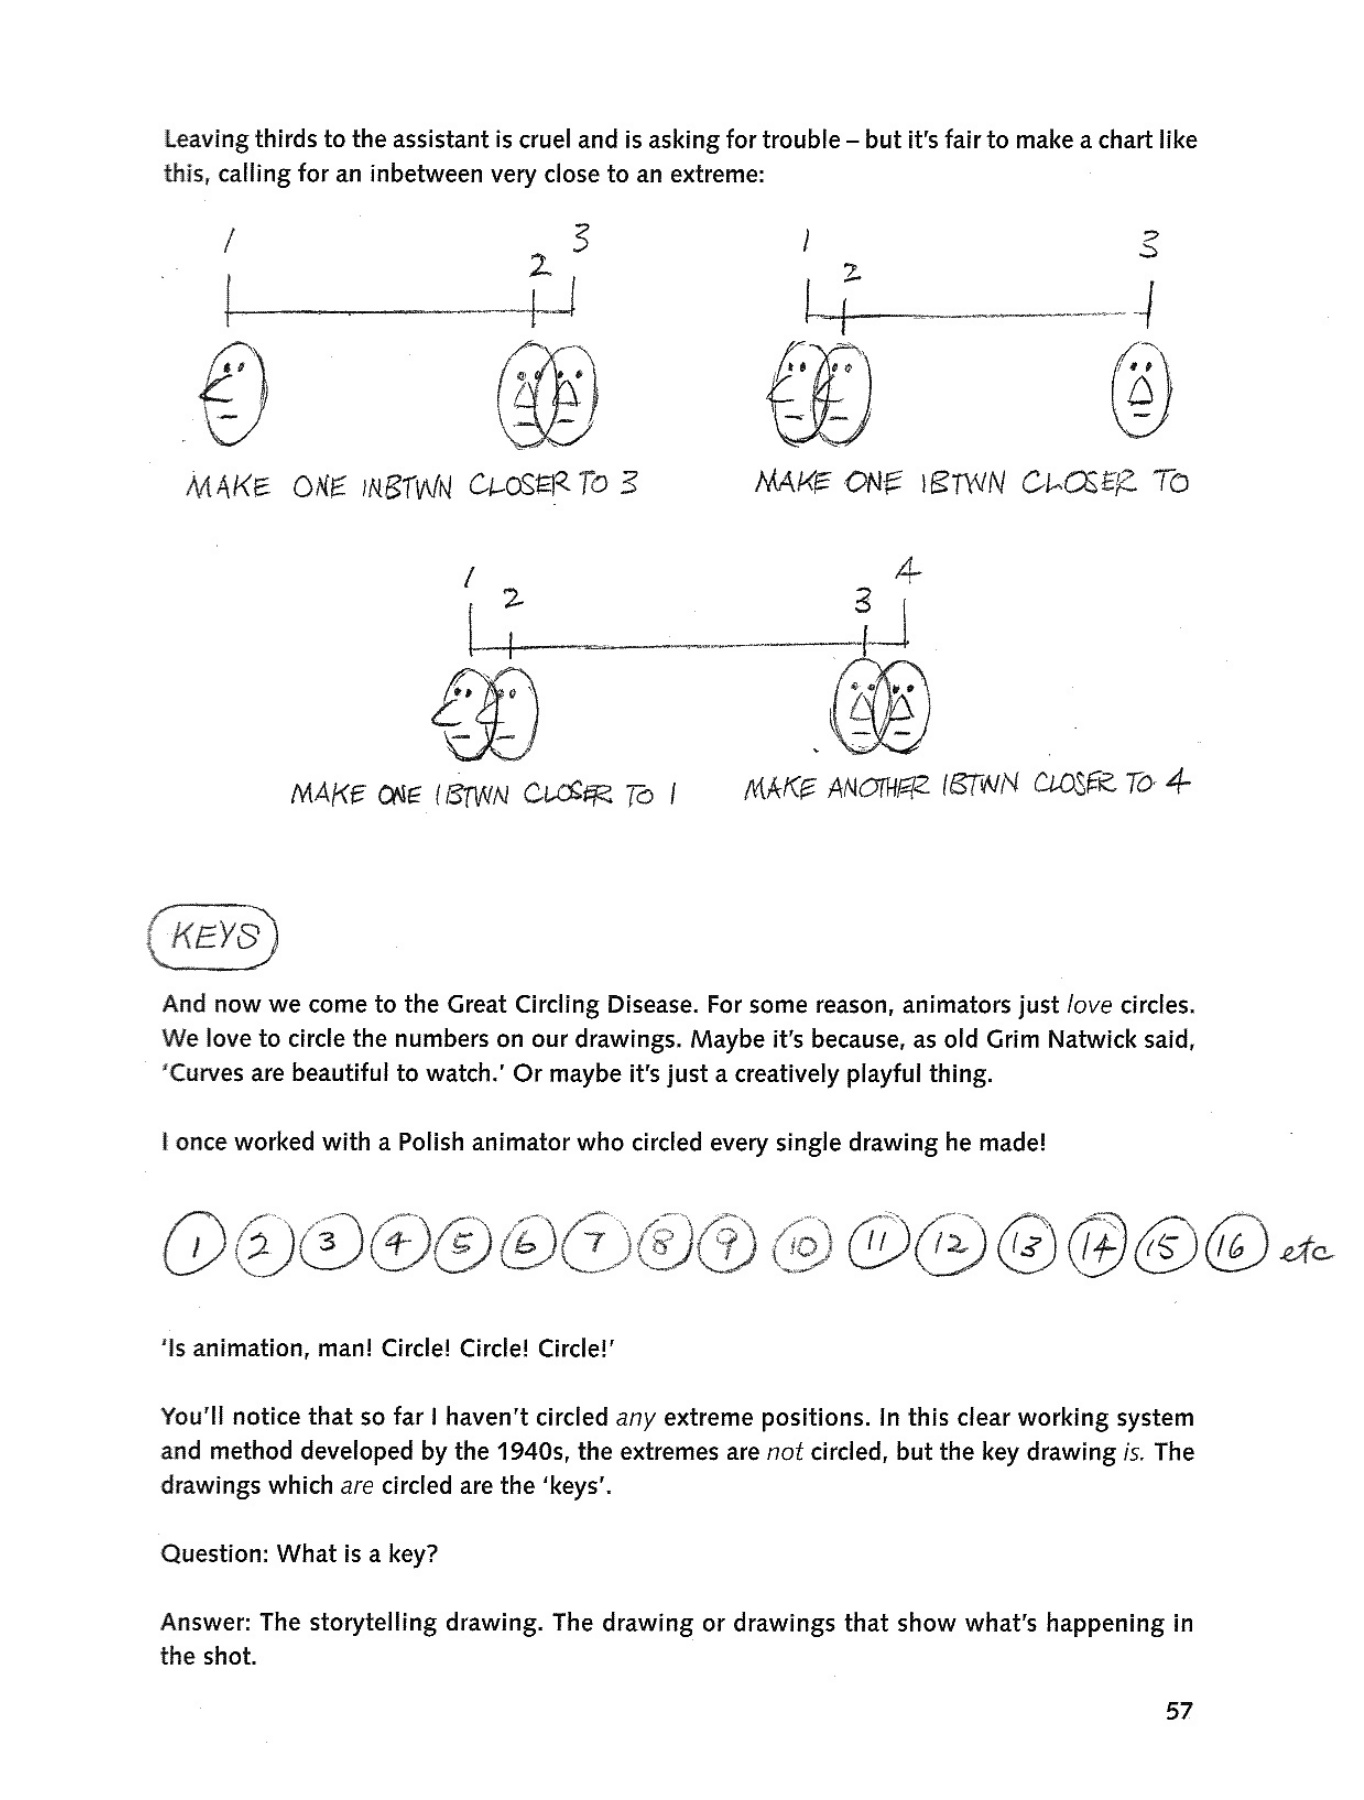 Leaving thirds to the assistant is cruel and is asking for trouble – but it's fair to make a chart like
this, calling for an inbetween very close to an extreme:
1 2 3
1 2 3
MAKE ONE INBTWN CLOSER TO 3
MAKE ONE IBTWN CLOSER TO
1 2 3 4
MAKE ONE IBTWN CLOSER TO 1
MAKE ANOTHER IBTWN CLOSER TO 4
KEYS
And now we come to the Great Circling Disease. For some reason, animators just love circles.
We love to circle the numbers on our drawings. Maybe it's because, as old Grim Natwick said,
'Curves are beautiful to watch.' Or maybe it's just a creatively playful thing.
I once worked with a Polish animator who circled every single drawing he made!
1 2 3 4 5 6 7 8 9 10 11 12 13 14 15 16 etc
'Is animation, man! Circle! Circle! Circle!'
You'll notice that so far I haven't circled any extreme positions. In this clear working system
and method developed by the 1940s, the extremes are not circled, but the key drawing is. The
drawings which are circled are the 'keys'.
Question: What is a key?
Answer: The storytelling drawing. The drawing or drawings that show what's happening in
the shot.
57